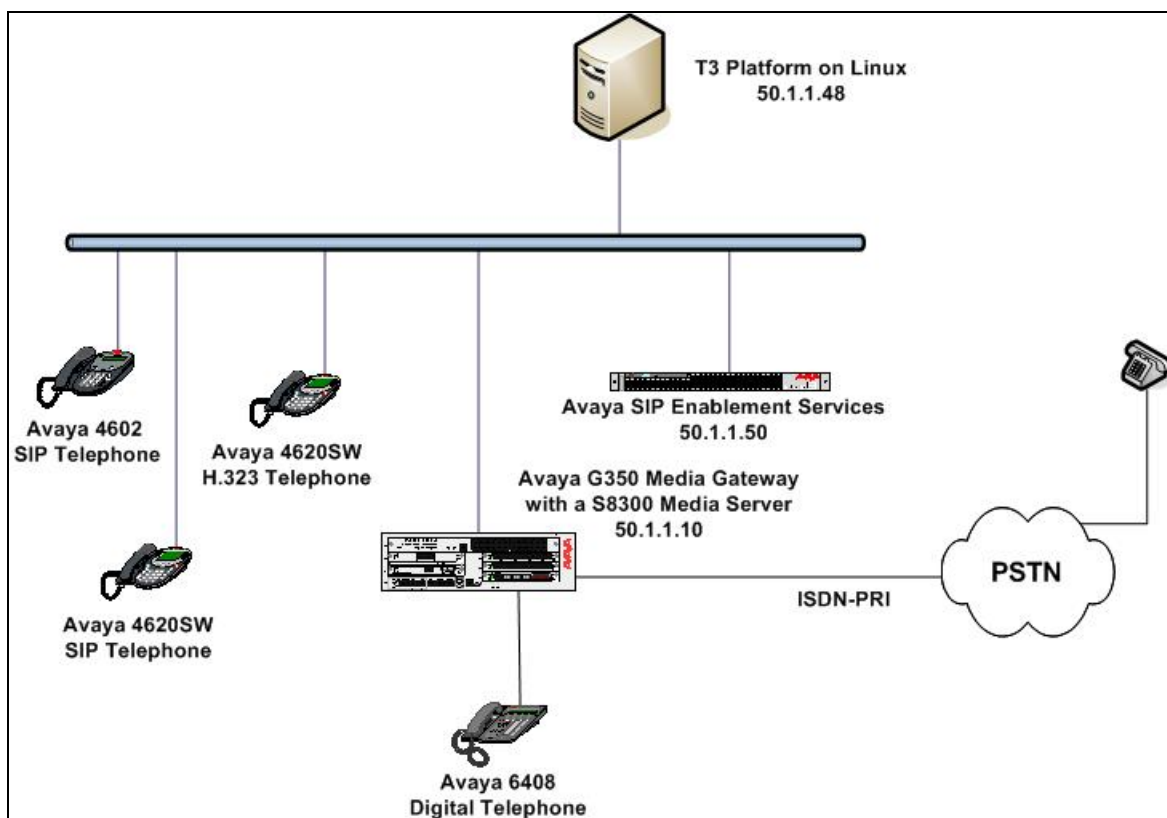 T3 Platform on Linux
50.1.1.48
Avaya 4602
SIP Telephone
Avaya 4620SW
H.323 Telephone
Avaya SIP Enablement Services
50.1.1.50
Avaya G350 Media Gateway
with a S8300 Media Server
50.1.1.10
AVAYA
Avaya 4620SW
SIP Telephone
ISDN-PRI
PSTN
Avaya 6408
Digital Telephone